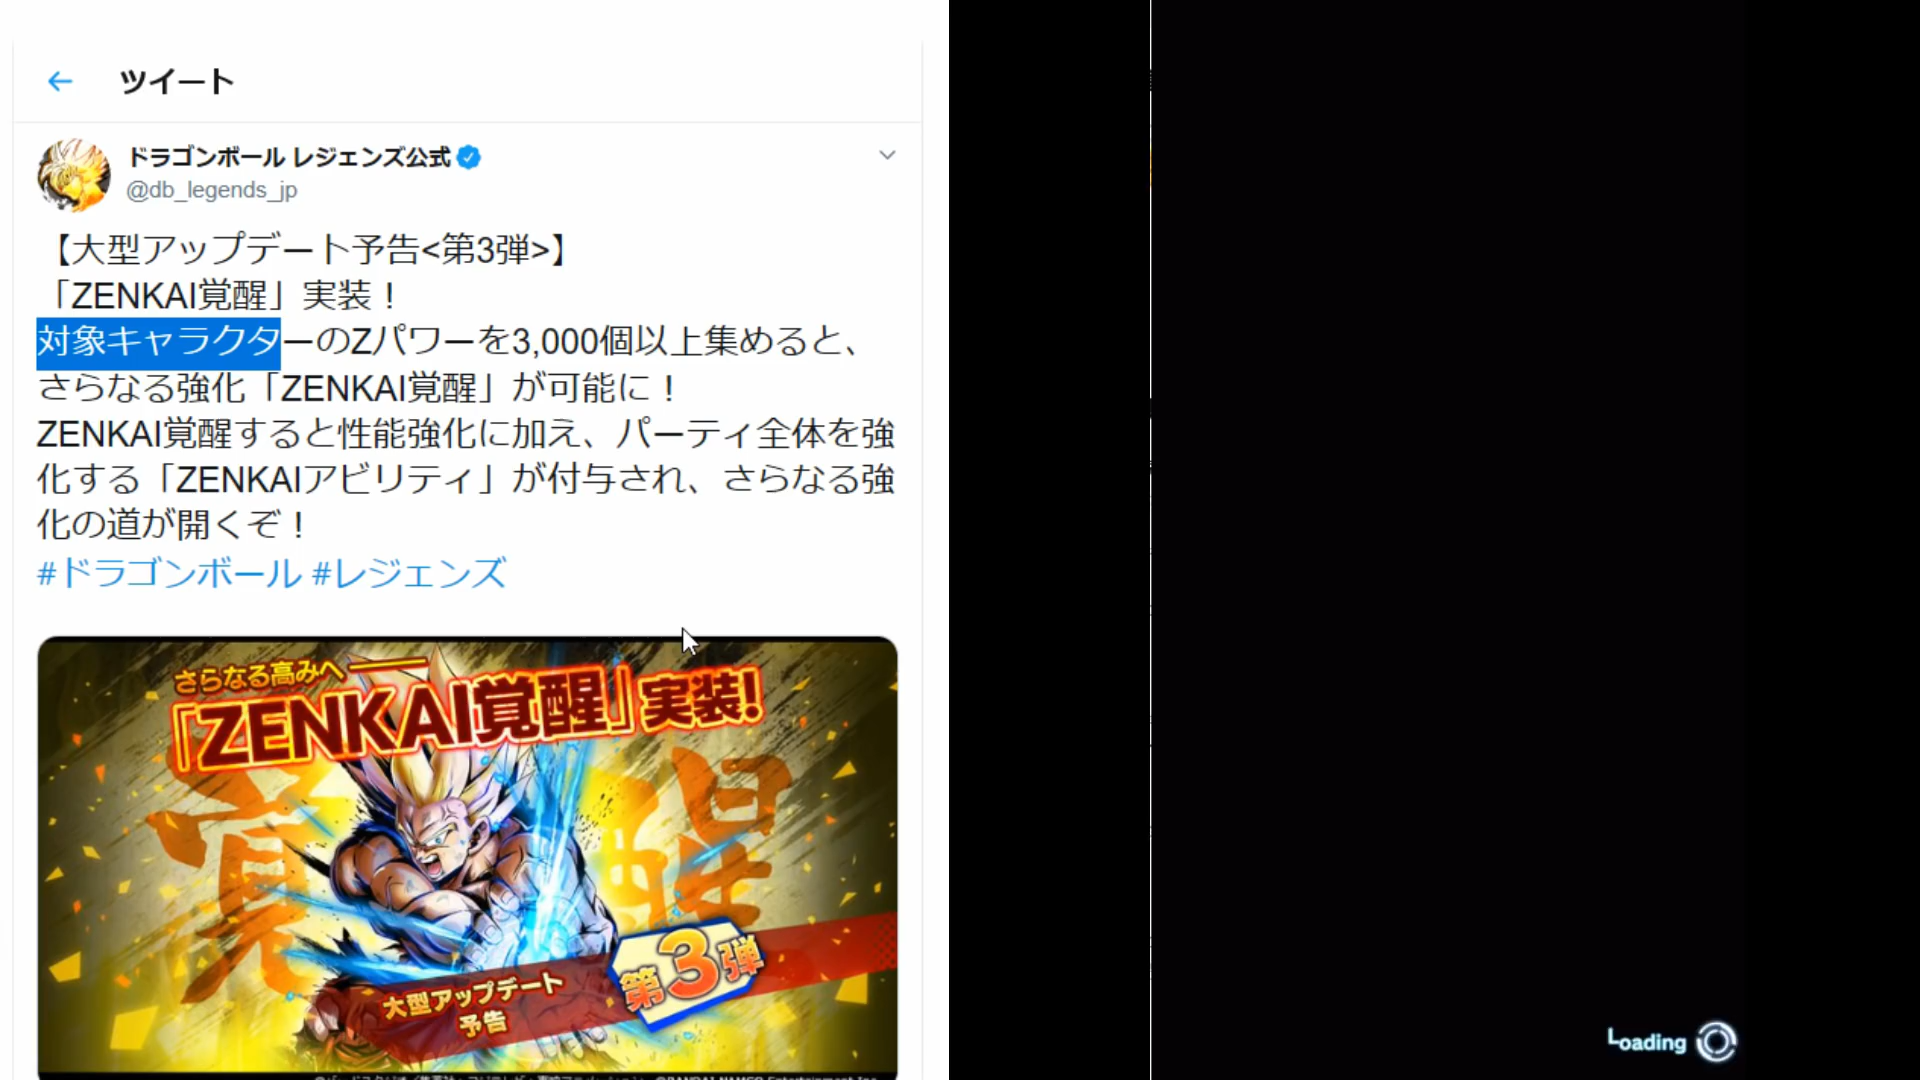 ツイート
ドラゴンボール レジェンズ公式
@db_legends_jp
【大型アップデート予告<第3弾>】
「ZENKAI覚醒」実装！
対象キャラクターのZパワーを3,000個以上集めると、
さらなる強化「ZENKAI覚醒」が可能に！
ZENKAI覚醒すると性能強化に加え、パーティ全体を強
化する「ZENKAIアビリティ」が付与され、さらなる強
化の道が開くぞ！
#ドラゴンボール #レジェンズ
さらなる高みへ
「ZENKAI覚醒」実装!
覚醒
大型アップデート
予告
第3弾
Loading